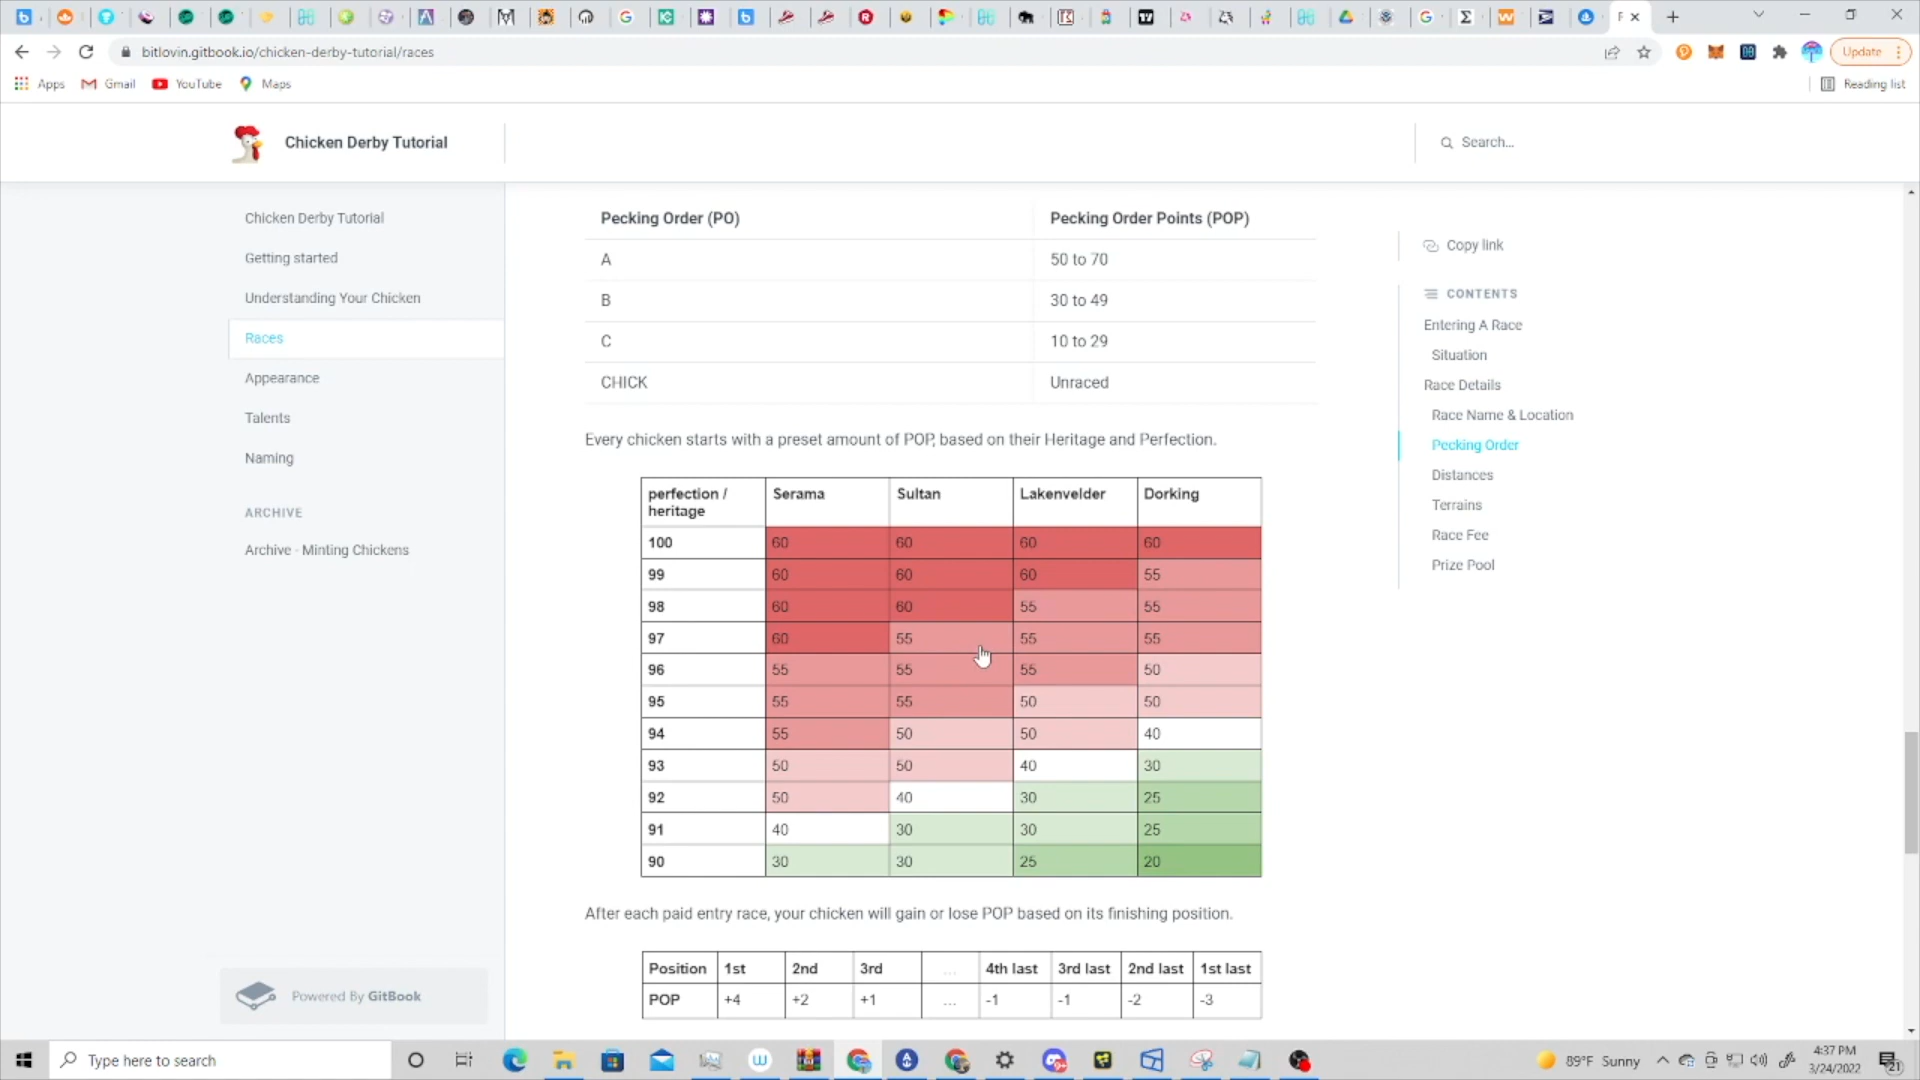 bitlovin.gitbook.io/chicken-derby-tutorial/races
Update
Apps Gmail YouTube Maps
Reading list
Chicken Derby Tutorial
Search...
Chicken Derby Tutorial
Getting started
Understanding Your Chicken
Races
Appearance
Talents
Naming
ARCHIVE
Archive - Minting Chickens
Powered By GitBook
Pecking Order (PO) Pecking Order Points (POP)
A 50 to 70
B 30 to 49
C 10 to 29
CHICK Unraced
Every chicken starts with a preset amount of POP, based on their Heritage and Perfection.
perfection / heritage Serama Sultan Lakenvelder Dorking
100 60 60 60 60
99 60 60 60 55
98 60 60 55 55
97 60 55 55 55
96 55 55 55 50
95 55 55 50 50
94 55 50 50 40
93 50 50 40 30
92 50 40 30 25
91 40 30 30 25
90 30 30 25 20
After each paid entry race, your chicken will gain or lose POP based on its finishing position.
Position 1st 2nd 3rd ... 4th last 3rd last 2nd last 1st last
POP +4 +2 +1 ... -1 -1 -2 -3
Copy link
CONTENTS
Entering A Race
Situation
Race Details
Race Name & Location
Pecking Order
Distances
Terrains
Race Fee
Prize Pool
Type here to search
89°F Sunny
4:37 PM
3/24/2022
21